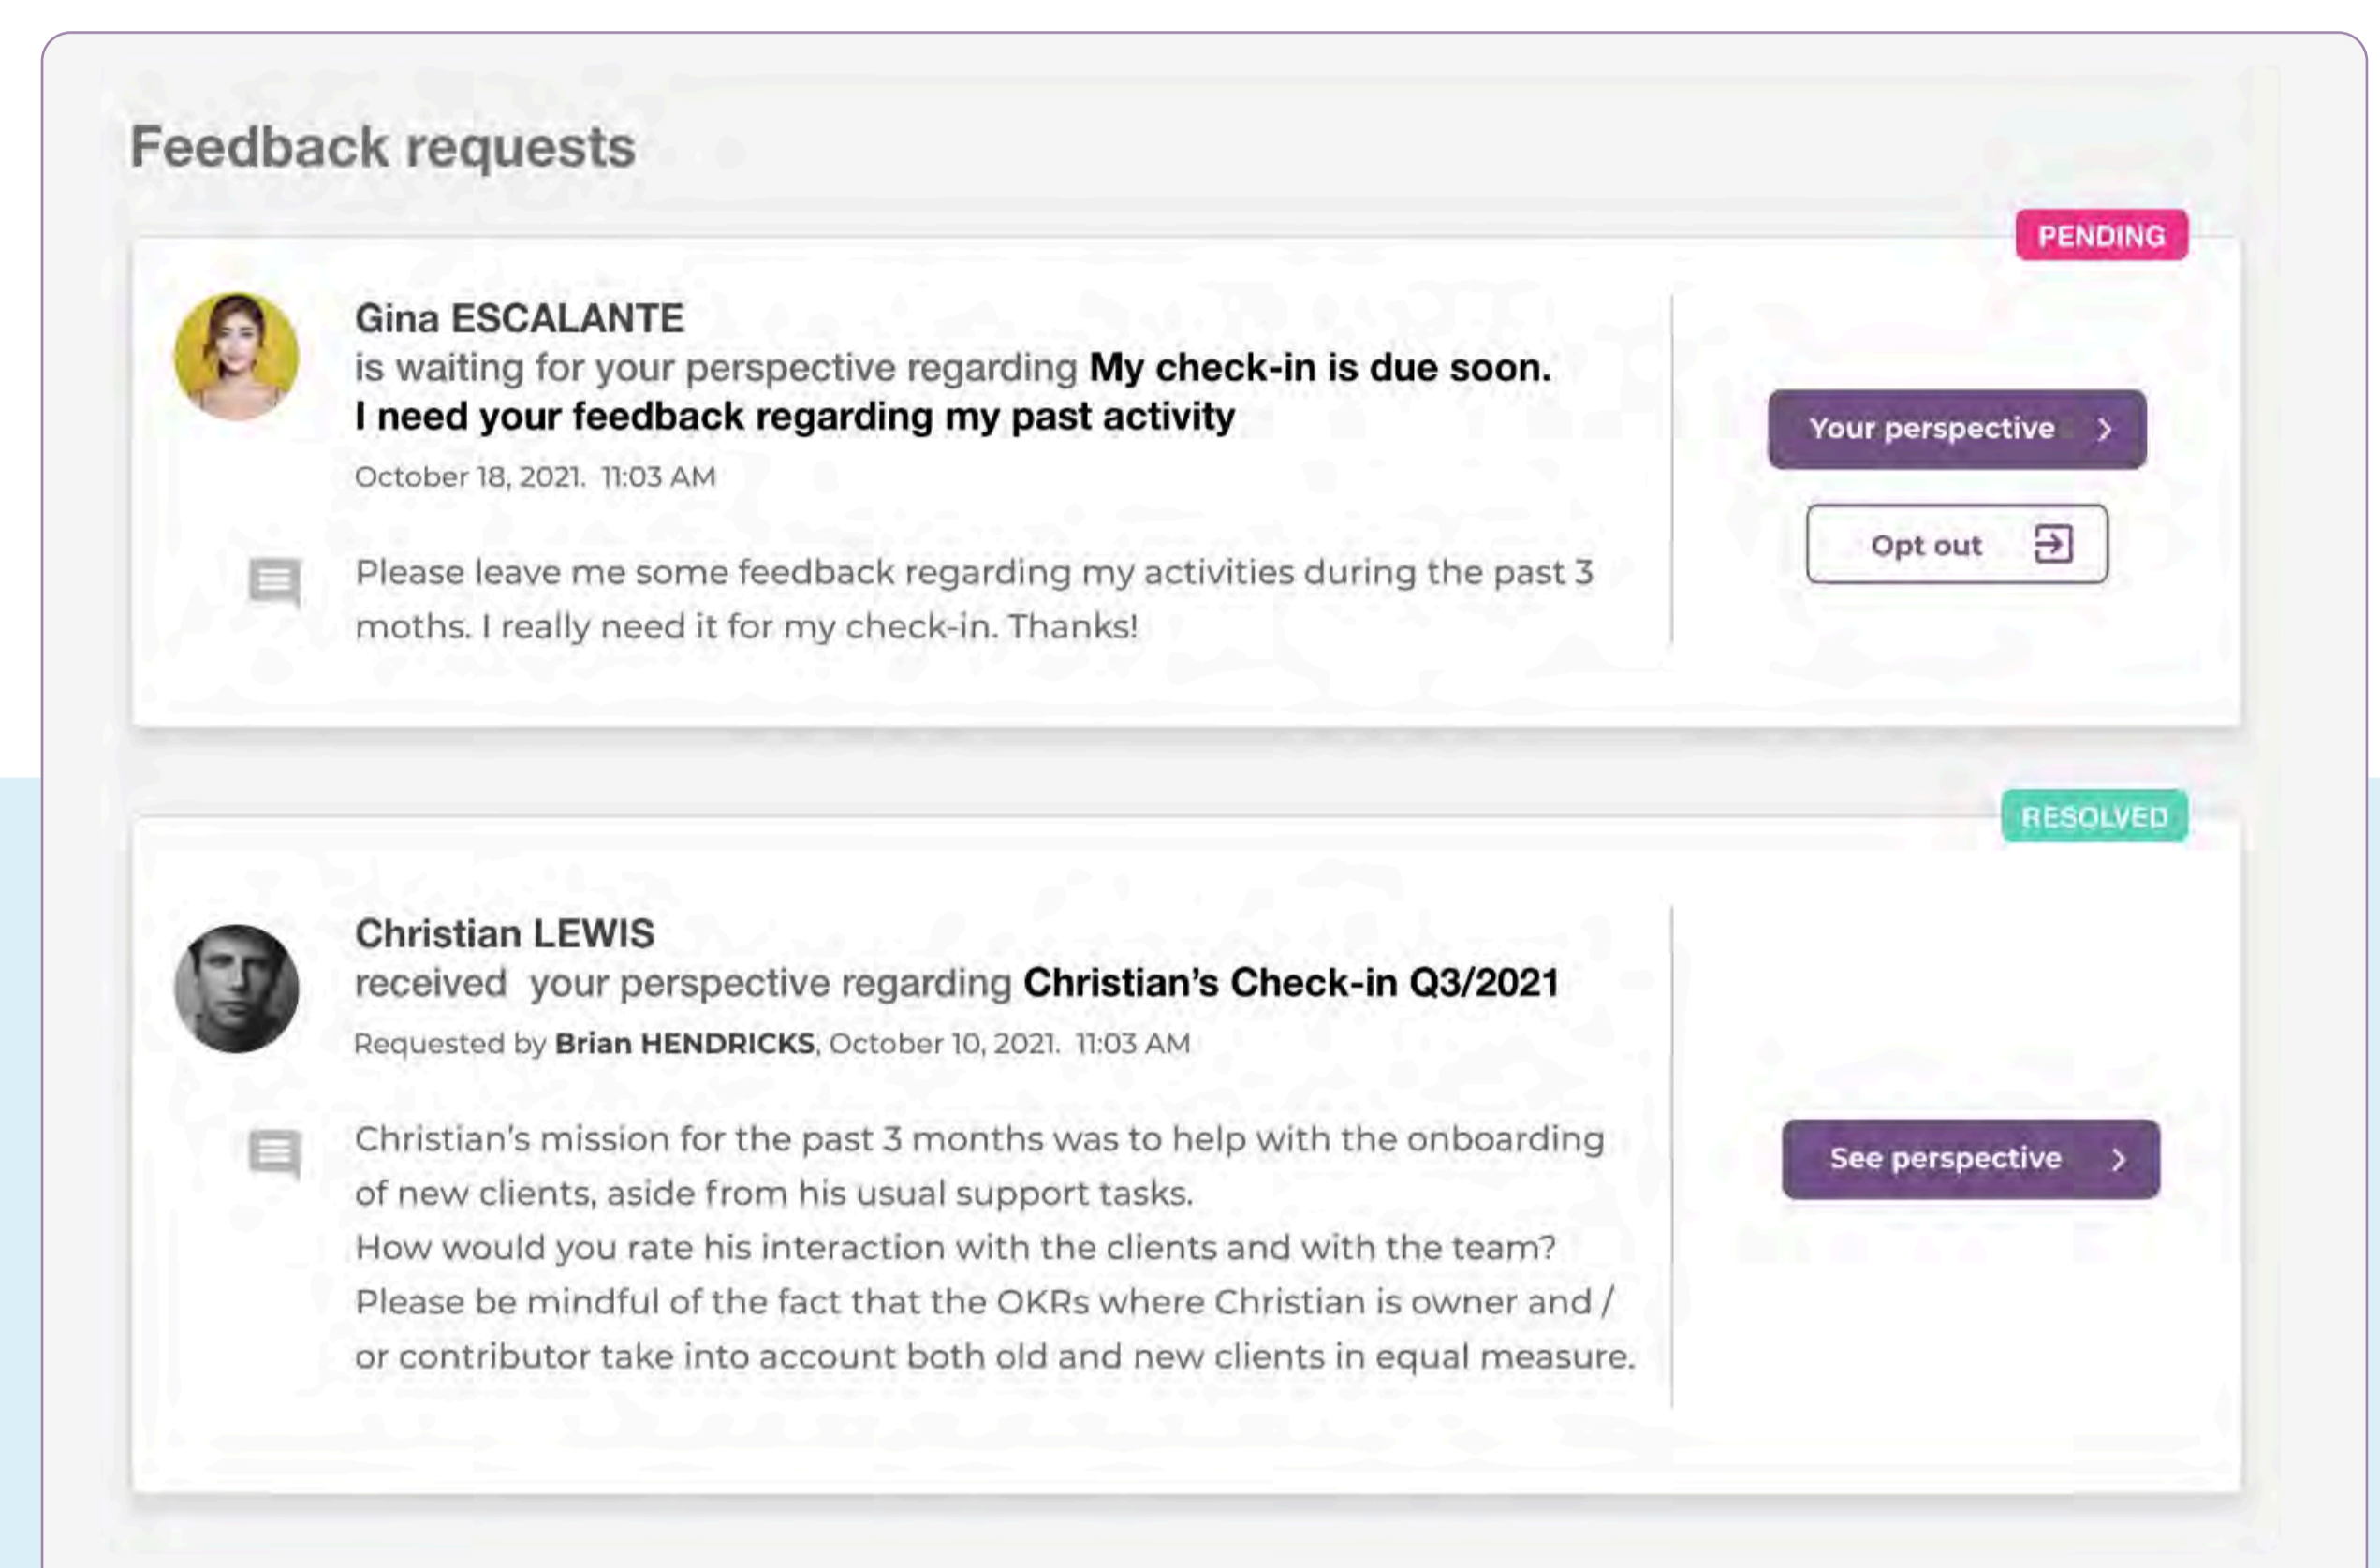 Feedback requests
PENDING
Gina ESCALANTE
is waiting for your perspective regarding My check-in is due soon.
I need your feedback regarding my past activity
October 18, 2021. 11:03 AM
Please leave me some feedback regarding my activities during the past 3
moths. I really need it for my check-in. Thanks!
Your perspective
Opt out
RESOLVED
Christian LEWIS
received your perspective regarding Christian's Check-in Q3/2021
Requested by Brian HENDRICKS, October 10, 2021. 11:03 AM
Christian's mission for the past 3 months was to help with the onboarding
of new clients, aside from his usual support tasks.
How would you rate his interaction with the clients and with the team?
Please be mindful of the fact that the OKRs where Christian is owner and /
or contributor take into account both old and new clients in equal measure.
See perspective